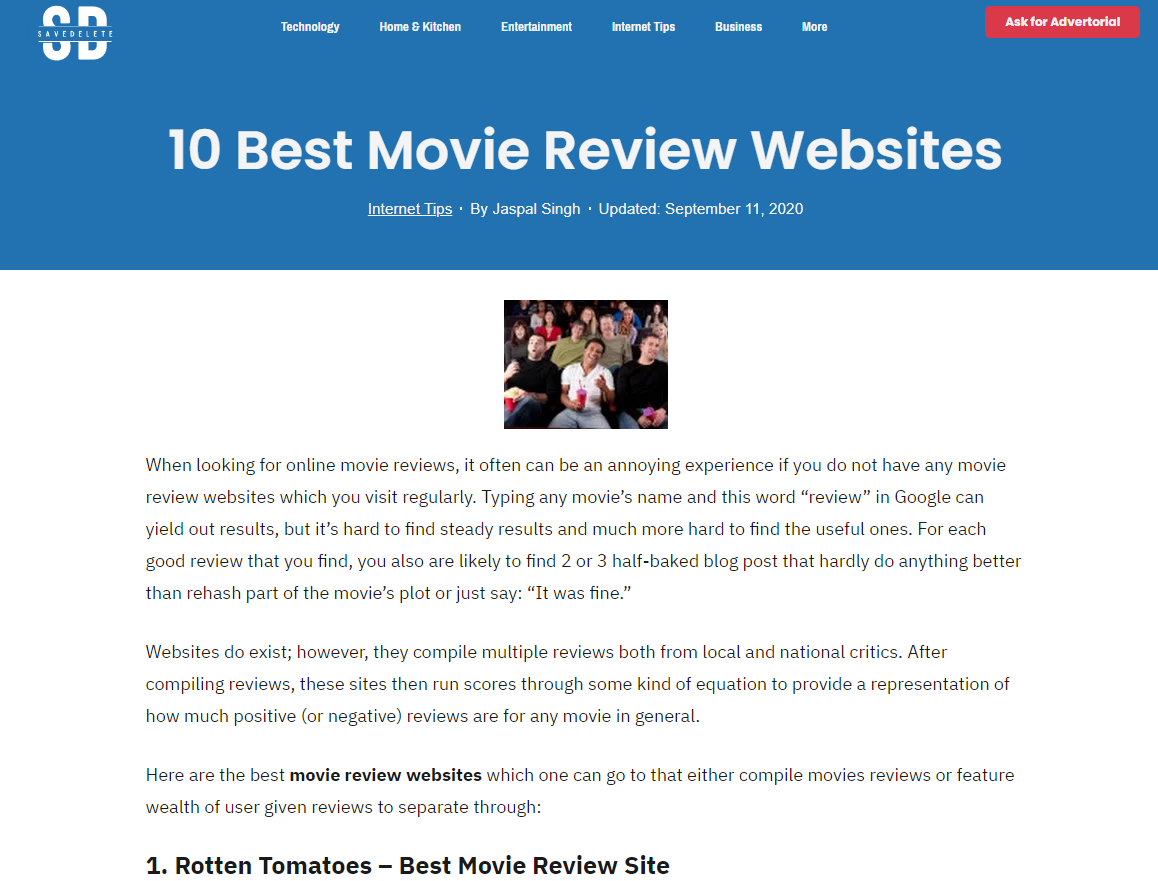 SD
SAVEDELETE
Technology
Home & Kitchen
Entertainment
Internet Tips
Business
More
Ask for Advertorial
10 Best Movie Review Websites
Internet Tips · By Jaspal Singh · Updated: September 11, 2020
When looking for online movie reviews, it often can be an annoying experience if you do not have any movie
review websites which you visit regularly. Typing any movie’s name and this word “review” in Google can
yield out results, but it’s hard to find steady results and much more hard to find the useful ones. For each
good review that you find, you also are likely to find 2 or 3 half-baked blog post that hardly do anything better
than rehash part of the movie’s plot or just say: “It was fine.”
Websites do exist; however, they compile multiple reviews both from local and national critics. After
compiling reviews, these sites then run scores through some kind of equation to provide a representation of
how much positive (or negative) reviews are for any movie in general.
Here are the best movie review websites which one can go to that either compile movies reviews or feature
wealth of user given reviews to separate through:
1. Rotten Tomatoes – Best Movie Review Site